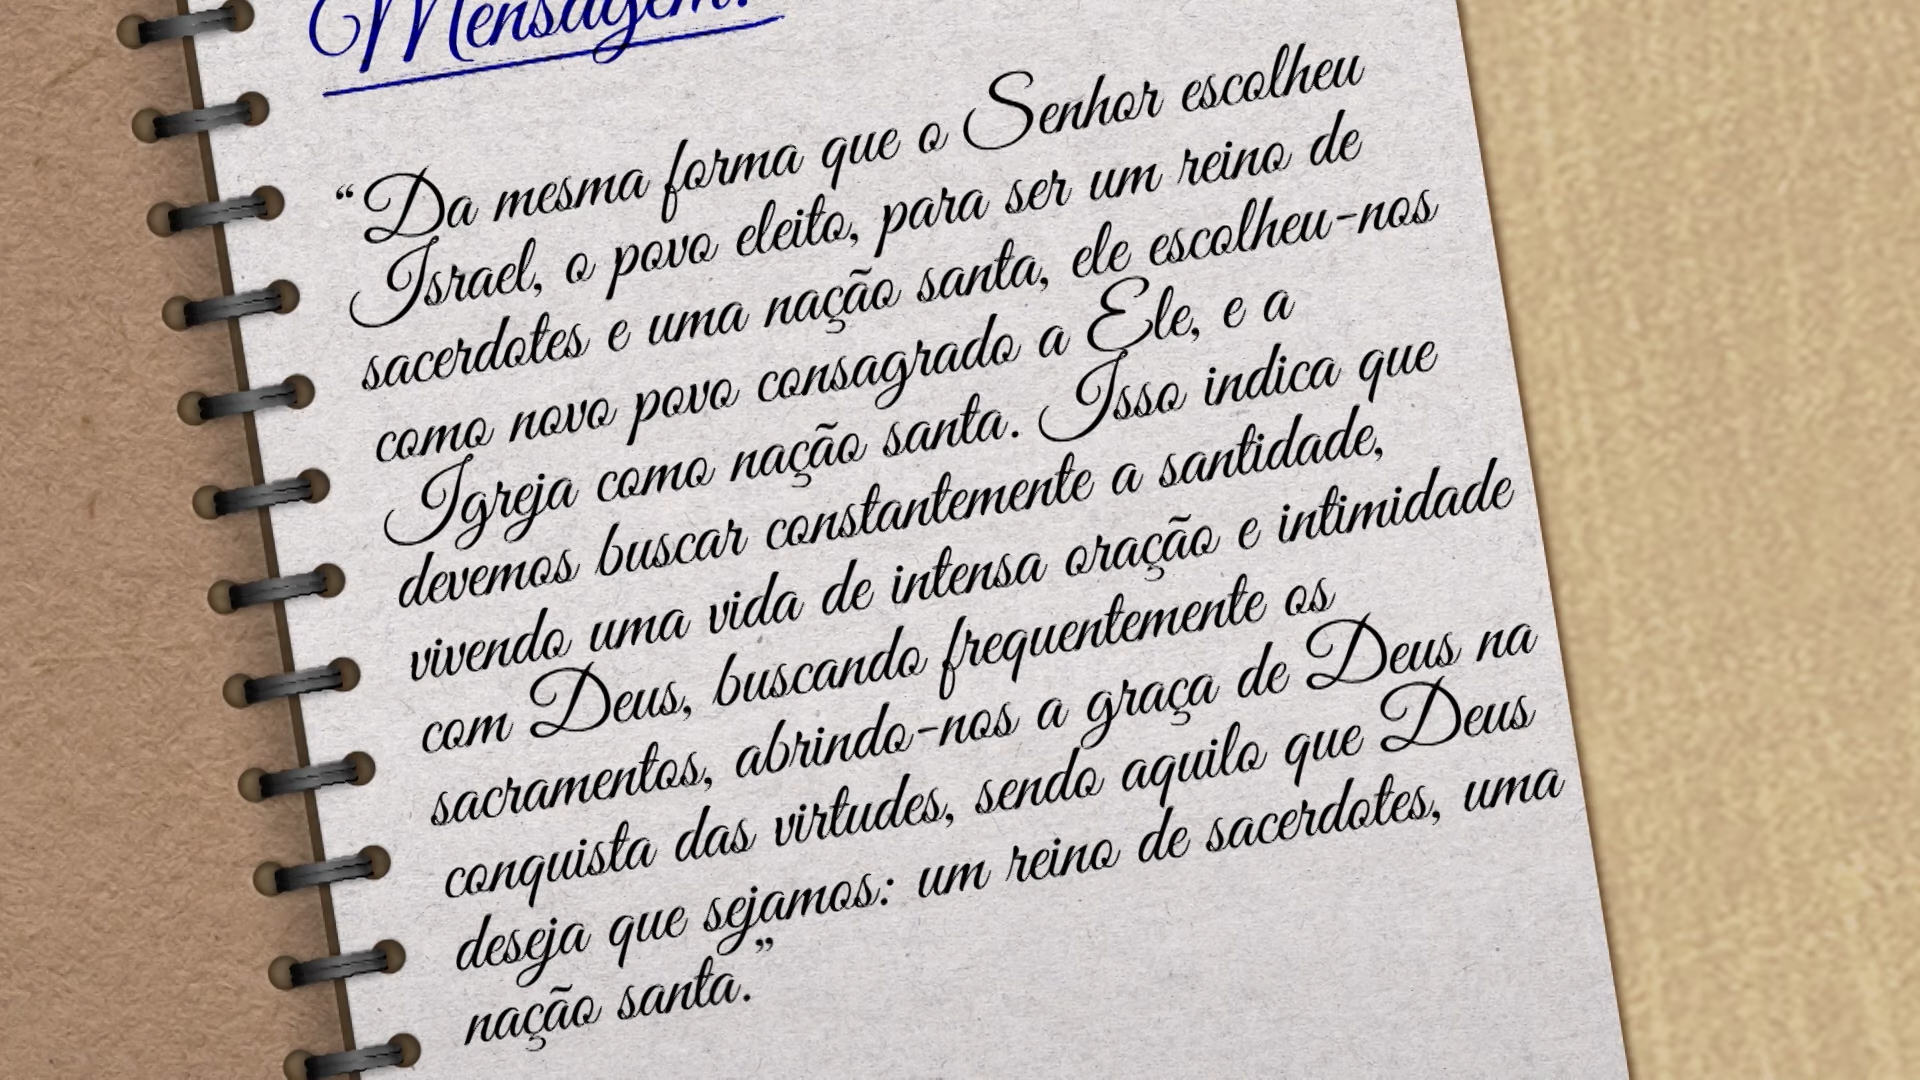 Mensagem:
“Da mesma forma que o Senhor escolheu
Israel, o povo eleito, para ser um reino de
sacerdotes e uma nação santa, ele escolheu-nos
como novo povo consagrado a Ele, e a
Igreja como nação santa. Isso indica que
devemos buscar constantemente a santidade,
vivendo uma vida de intensa oração e intimidade
com Deus, buscando frequentemente os
sacramentos, abrindo-nos a graça de Deus na
conquista das virtudes, sendo aquilo que Deus
deseja que sejamos: um reino de sacerdotes, uma
nação santa.”